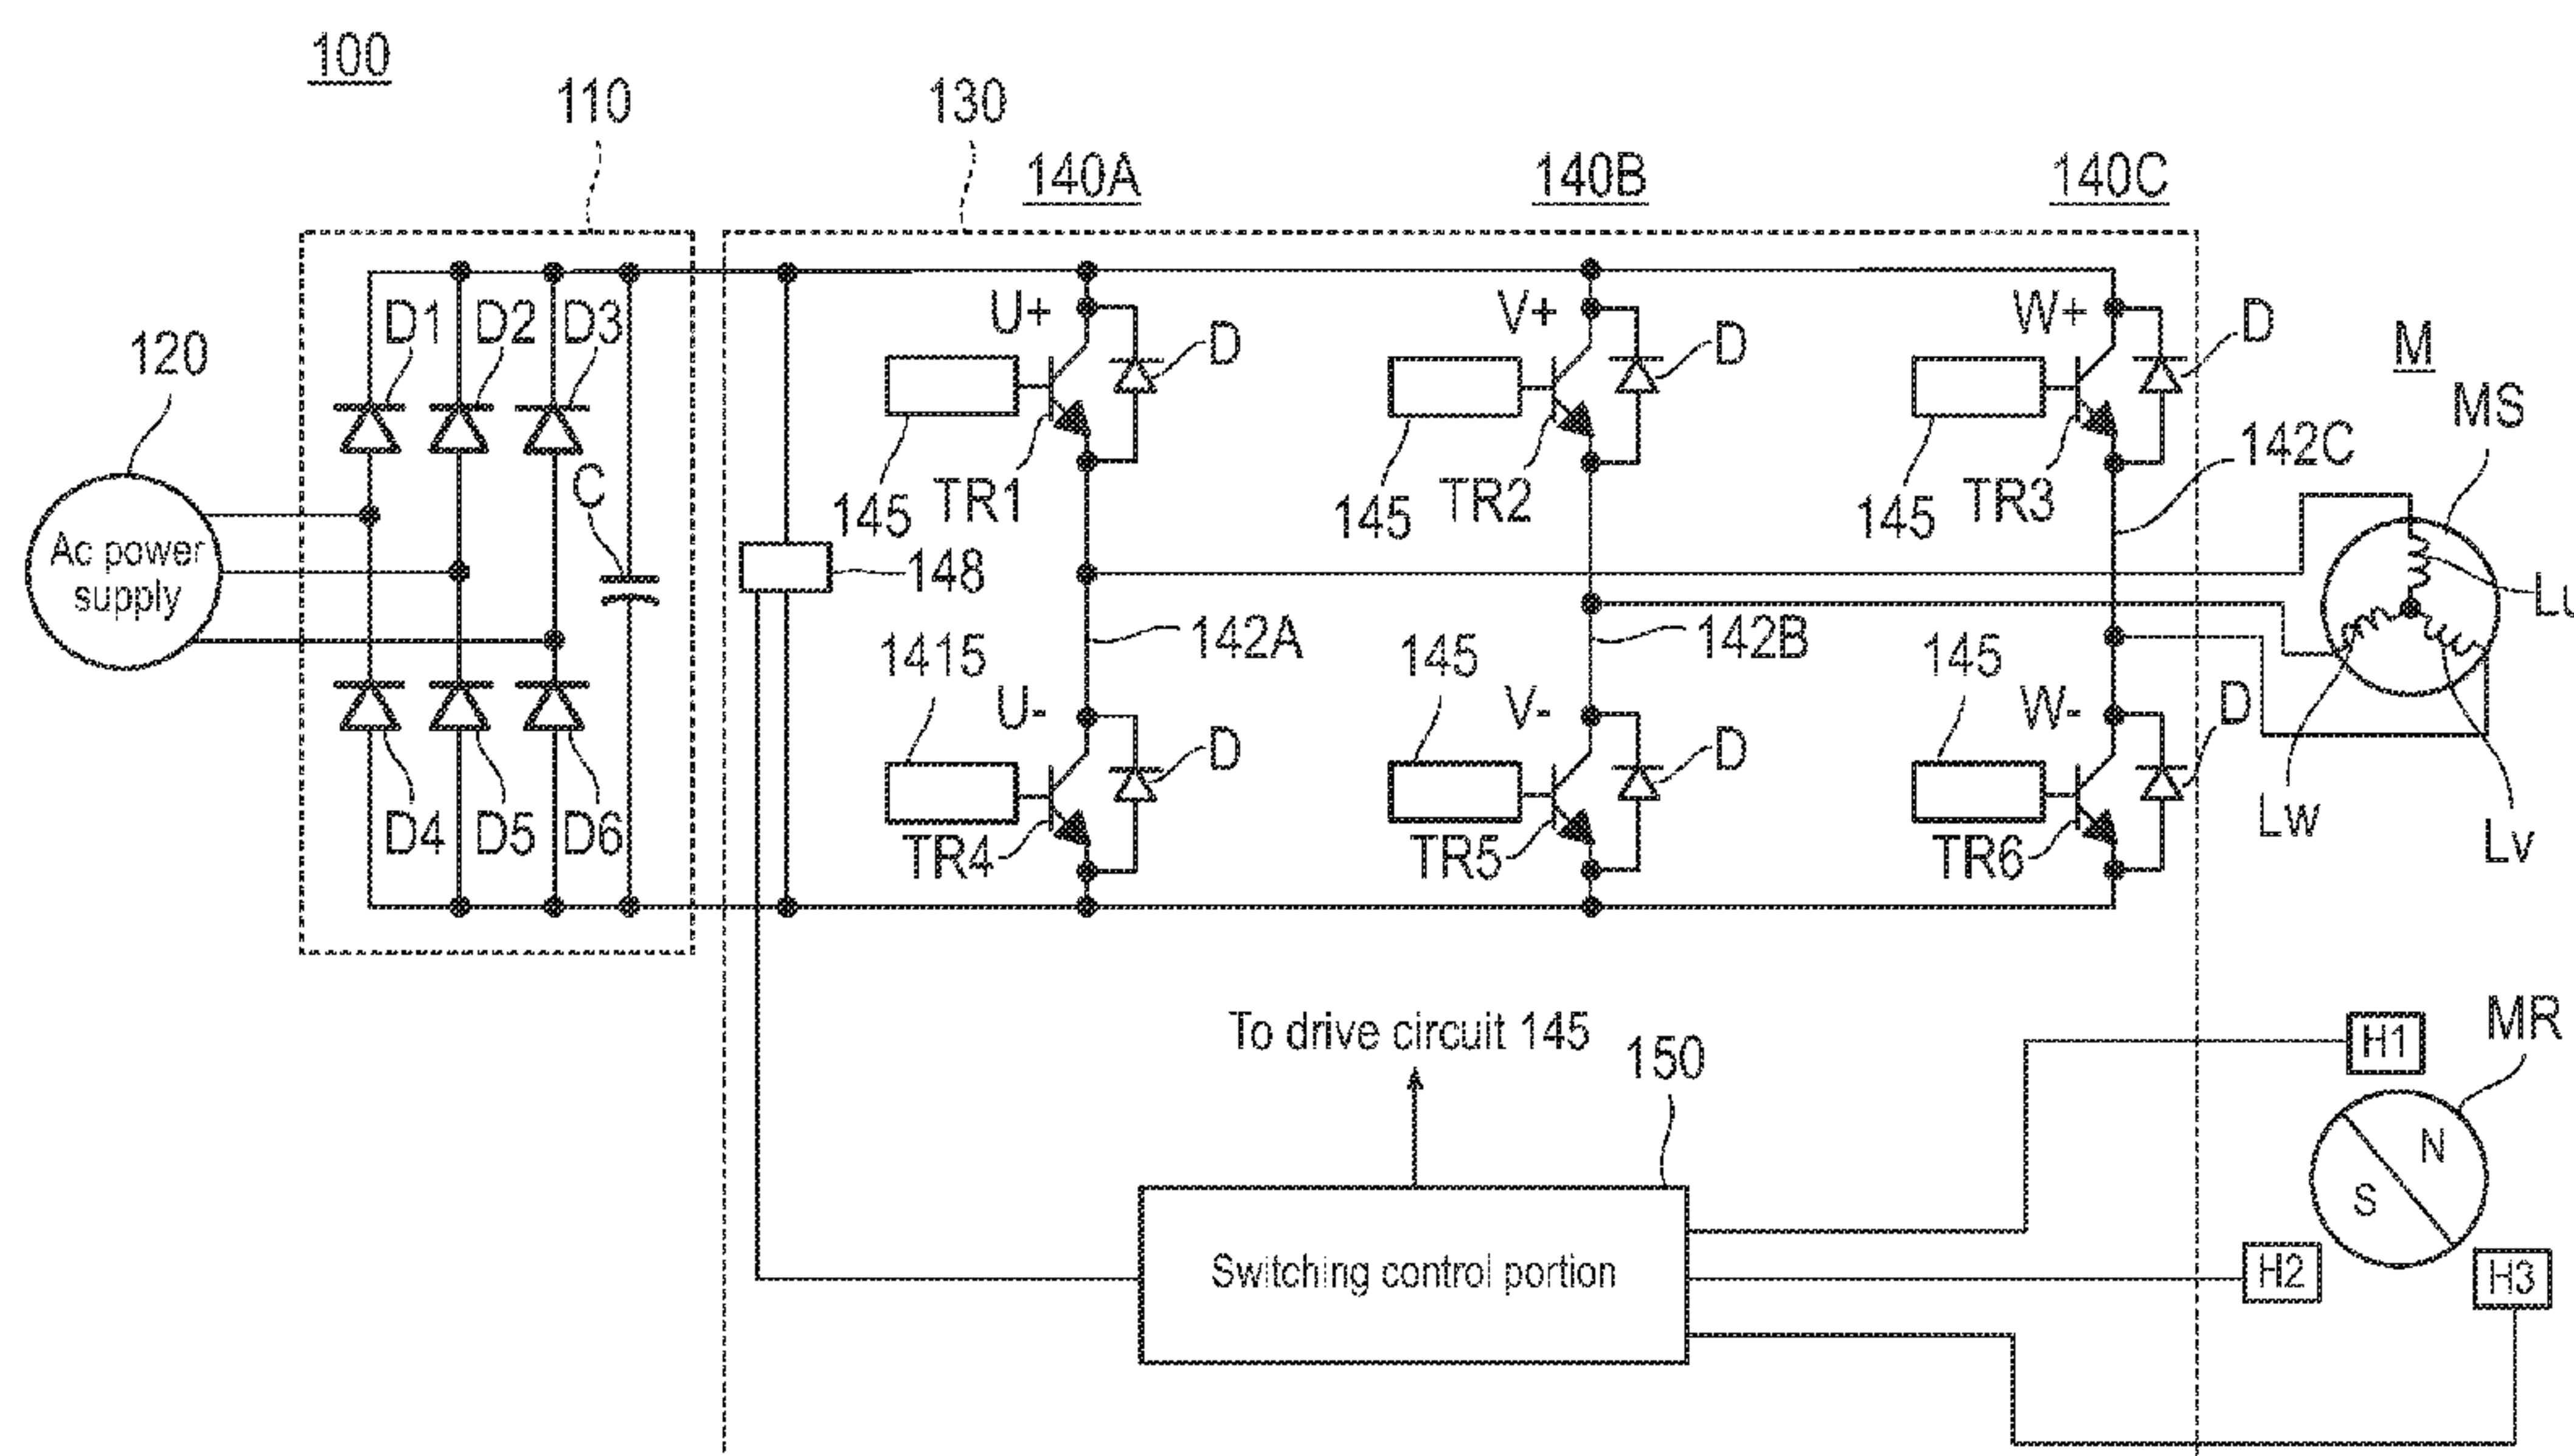 100
110
130
140A
140B
140C
120
D1
D2
D3
U+
D
V+
D
W+
D
M
MS
C
145
TR1
145
TR2
145
TR3
142C
Ac power
supply
148
142A
142B
1415
145
145
U-
V-
W-
D
D
D
D4
D5
D6
TR4
TR5
TR6
Lw
Lv
To drive circuit 145
150
H1
MR
N
S
Switching control portion
H2
H3